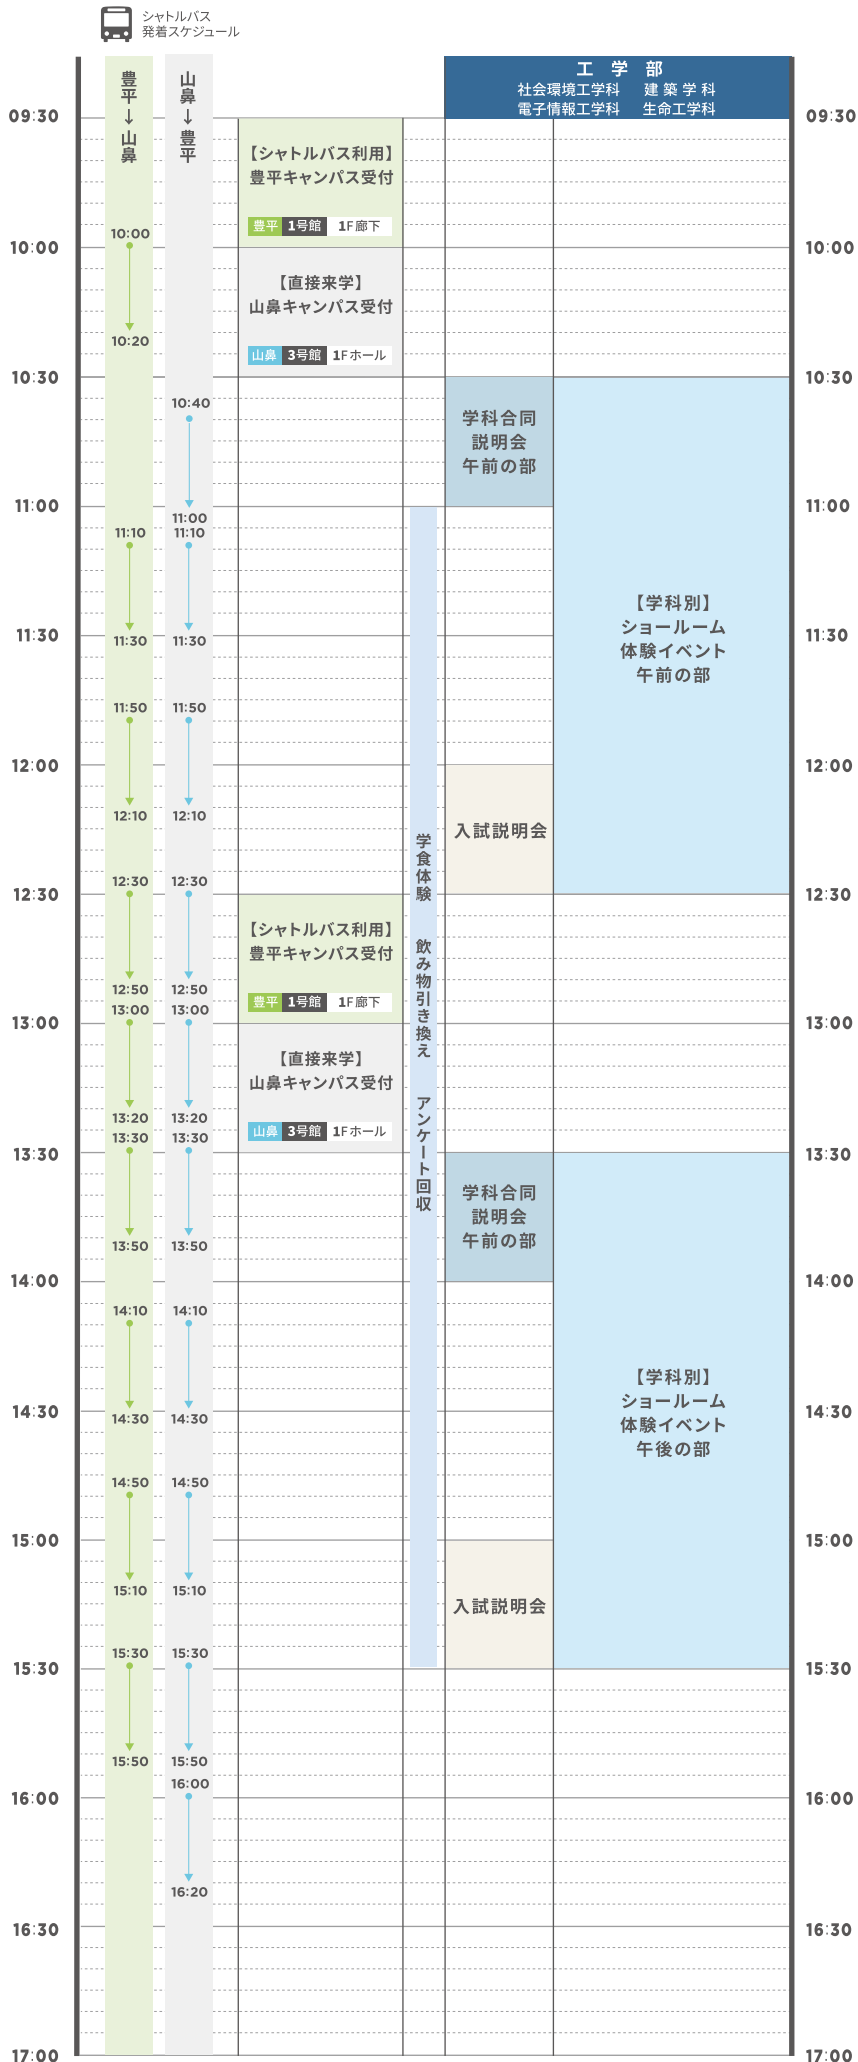 シャトルバス
発着スケジュール
豊平→山鼻
山鼻→豊平
工 学 部
社会環境工学科 建 築 学 科
電子情報工学科 生命工学科
09:30
09:30
【シャトルバス利用】
豊平キャンパス受付
豊平 1号館 1F廊下
10:00
10:00
10:00
【直接来学】
山鼻キャンパス受付
10:20
山鼻 3号館 1Fホール
10:30
10:30
10:40
学科合同
説明会
午前の部
11:00
11:00
11:00
11:10
11:10
【学科別】
ショールーム
体験イベント
午前の部
11:30
11:30
11:30
11:30
11:50
11:50
12:00
12:00
12:10
12:10
入試説明会
学食体験 飲み物引き換え アンケート回収
12:30
12:30
12:30
12:30
【シャトルバス利用】
豊平キャンパス受付
12:50
12:50
豊平 1号館 1F廊下
13:00
13:00
13:00
13:00
【直接来学】
山鼻キャンパス受付
13:20
13:20
山鼻 3号館 1Fホール
13:30
13:30
13:30
13:30
学科合同
説明会
午前の部
13:50
13:50
14:00
14:00
14:10
14:10
【学科別】
ショールーム
体験イベント
午後の部
14:30
14:30
14:30
14:30
14:50
14:50
15:00
15:00
15:10
15:10
入試説明会
15:30
15:30
15:30
15:30
15:50
15:50
16:00
16:00
16:00
16:20
16:30
16:30
17:00
17:00